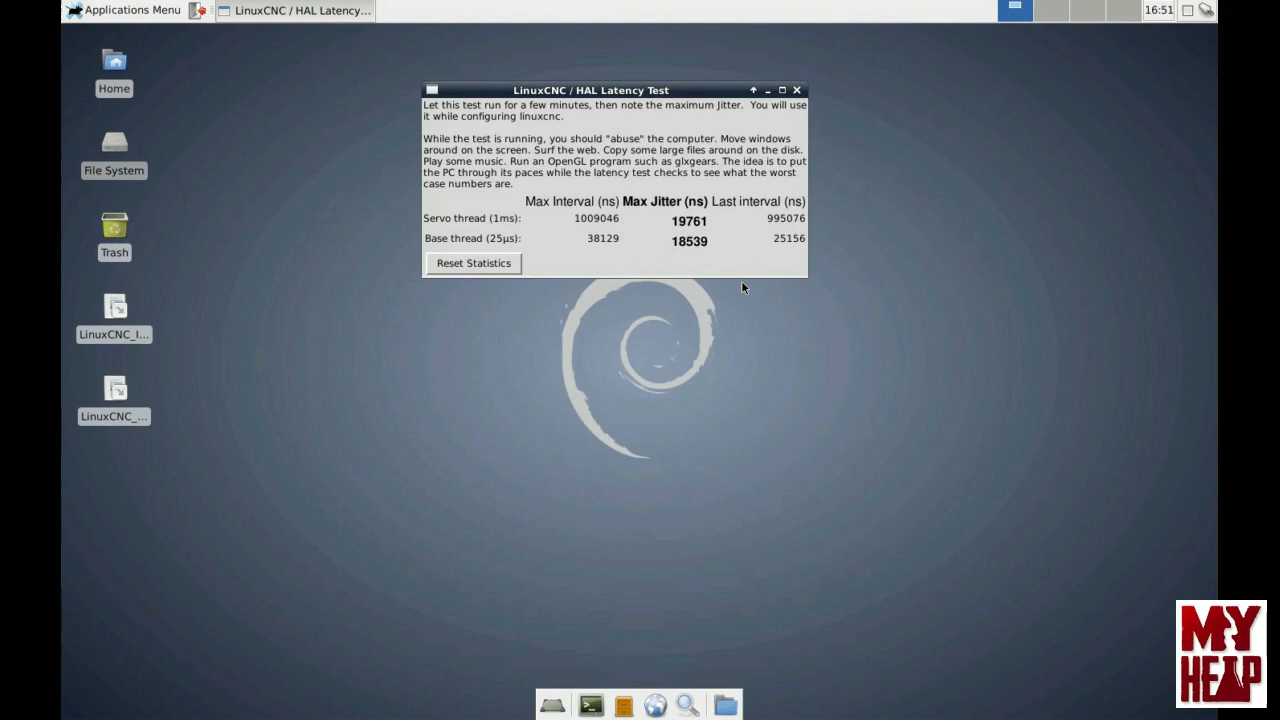 Applications Menu
LinuxCNC / HAL Latency...
16:51
Home
File System
Trash
LinuxCNC_I...
LinuxCNC_...
LinuxCNC / HAL Latency Test
Let this test run for a few minutes, then note the maximum Jitter. You will use
it while configuring linuxcnc.
While the test is running, you should "abuse" the computer. Move windows
around on the screen. Surf the web. Copy some large files around on the disk.
Play some music. Run an OpenGL program such as glxgears. The idea is to put
the PC through its paces while the latency test checks to see what the worst
case numbers are.
Max Interval (ns) Max Jitter (ns) Last interval (ns)
Servo thread (1ms): 1009046 19761 995076
Base thread (25µs): 38129 18539 25156
Reset Statistics
MY
HEAP